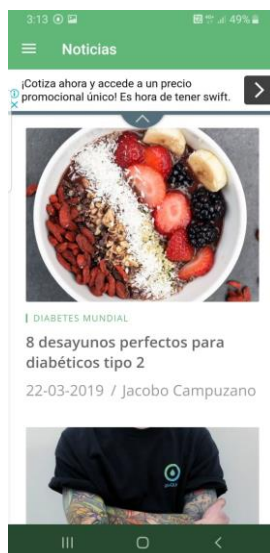 3:13 49%
Noticias
¡Cotiza ahora y accede a un precio
promocional único! Es hora de tener swift.
DIABETES MUNDIAL
8 desayunos perfectos para
diabéticos tipo 2
22-03-2019 / Jacobo Campuzano